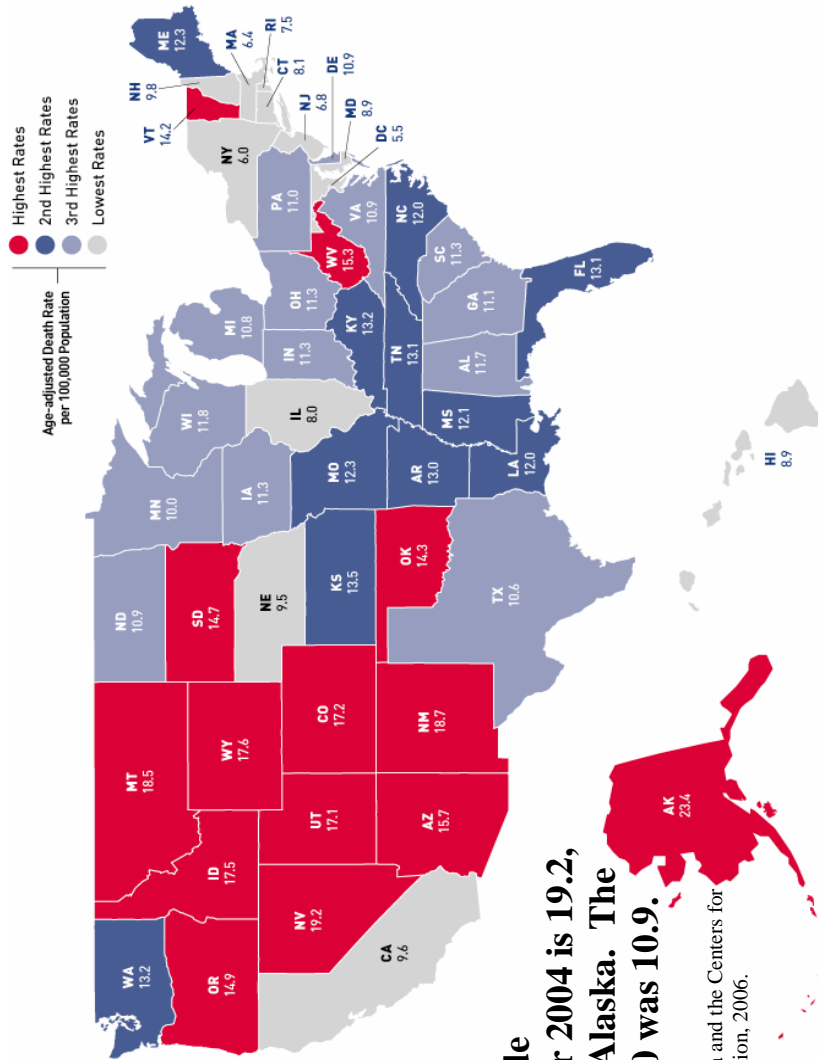 Age-adjusted Death Rate
per 100,000 Population
Highest Rates
2nd Highest Rates
3rd Highest Rates
Lowest Rates
WA
13.2
OR
14.9
CA
9.6
NV
19.2
ID
17.5
MT
18.5
WY
17.6
UT
17.1
AZ
15.7
CO
17.2
NM
18.7
ND
10.9
SD
14.7
NE
9.5
KS
13.5
OK
14.3
TX
10.6
MN
10.0
IA
11.3
MO
12.3
AR
13.0
LA
12.0
WI
11.8
IL
8.0
MS
12.1
MI
10.8
IN
11.3
KY
13.2
TN
13.1
AL
11.7
OH
11.3
GA
11.1
FL
13.1
SC
11.3
NC
12.0
VA
10.9
WV
15.3
PA
11.0
NY
6.0
VT
14.2
NH
9.8
ME
12.3
MA
6.4
RI
7.5
CT
8.1
NJ
6.8
DE
10.9
MD
8.9
DC
5.5
AK
23.4
HI
8.9
de
r 2004 is 19.2,
Alaska. The
0 was 10.9.
and the Centers for
ion, 2006.